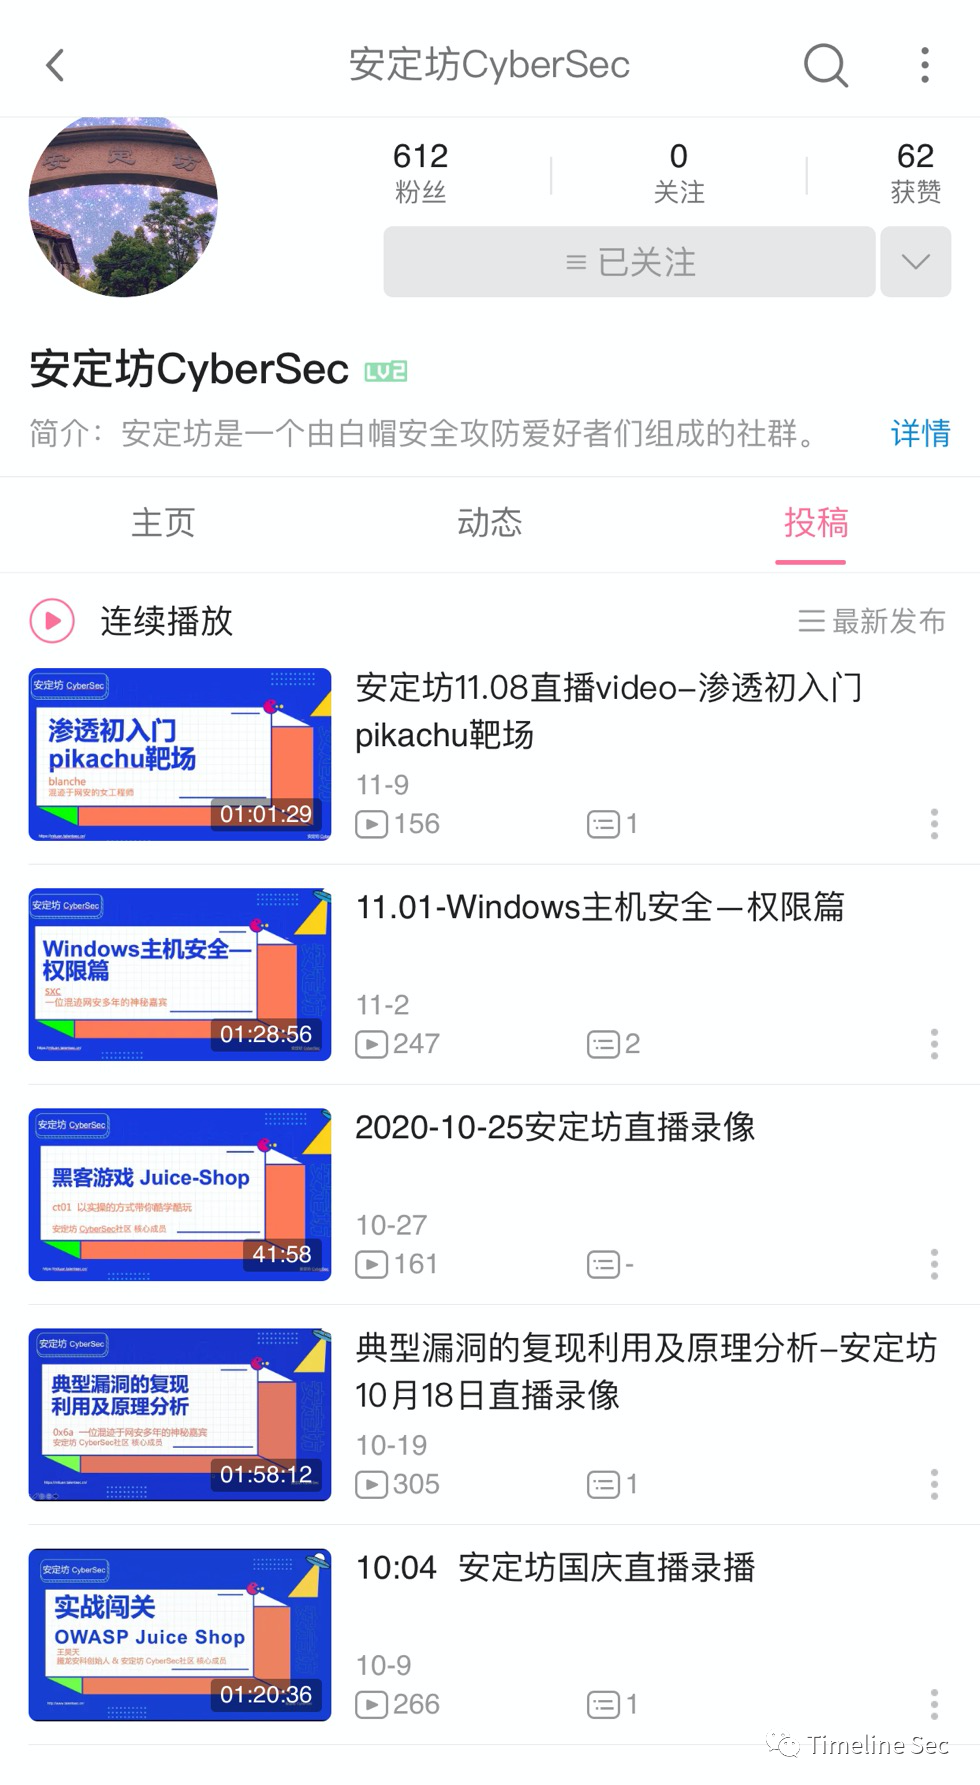 安定坊CyberSec
安定坊
612
粉丝
0
关注
62
获赞
已关注
安定坊CyberSec LV2
简介：安定坊是一个由白帽安全攻防爱好者们组成的社群。
详情
主页
动态
投稿
连续播放
最新发布
安定坊 CyberSec
渗透初入门
pikachu靶场
blanche
混迹于网安的女工程师
01:01:29
安定坊11.08直播video–渗透初入门
pikachu靶场
11-9
156
1
安定坊 CyberSec
Windows主机安全—
权限篇
sxc
一位混迹网安多年的神秘嘉宾
01:28:56
11.01-Windows主机安全—权限篇
11-2
247
2
安定坊 CyberSec
黑客游戏 Juice-Shop
ct01 以实操的方式带你酷学酷玩
安定坊 CyberSec社区 核心成员
41:58
2020-10-25安定坊直播录像
10-27
161
-
安定坊 CyberSec
典型漏洞的复现
利用及原理分析
0x6a 一位混迹于网安多年的神秘嘉宾
安定坊 CyberSec社区 核心成员
01:58:12
典型漏洞的复现利用及原理分析–安定坊
10月18日直播录像
10-19
305
1
安定坊 CyberSec
实战闯关
OWASP Juice Shop
王昊天
安科创始人 & 安定坊 CyberSec社区 核心成员
01:20:36
10:04 安定坊国庆直播录播
10-9
266
1
Timeline Sec